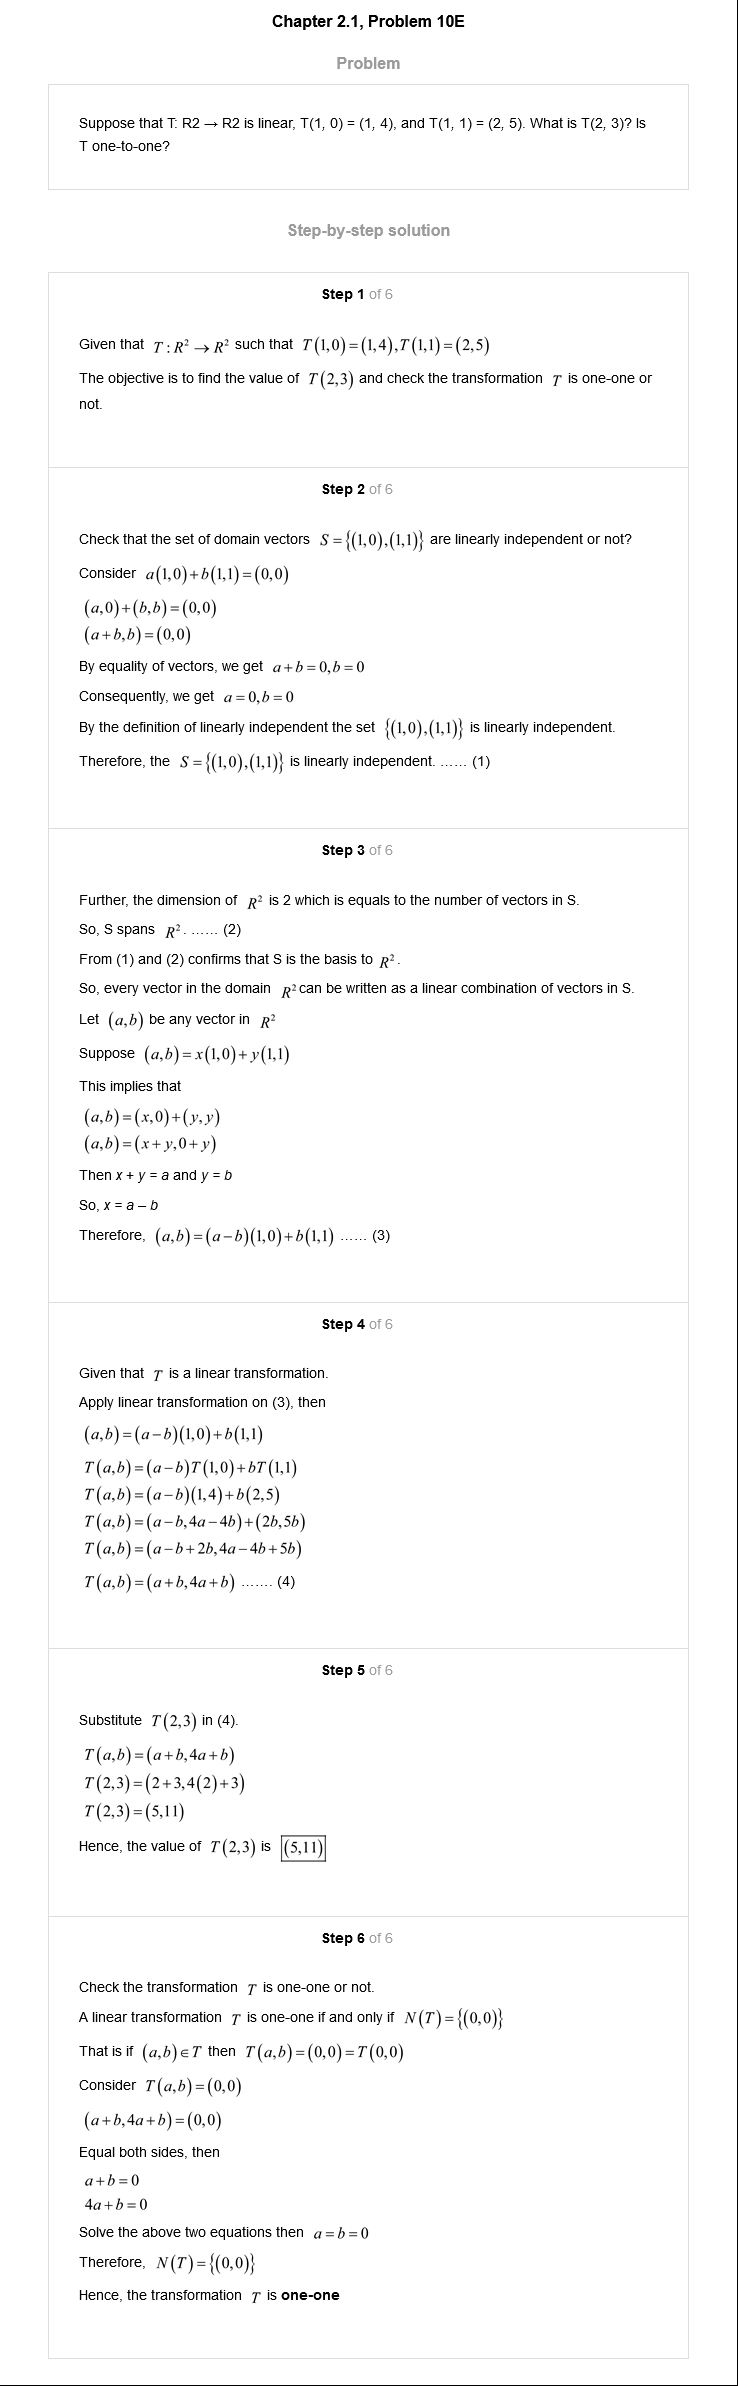 Chapter 2.1, Problem 10E
Problem
Suppose that T: R2 → R2 is linear, T(1, 0) = (1, 4), and T(1, 1) = (2, 5). What is T(2, 3)? Is
T one-to-one?
Step-by-step solution
Step 1 of 6
Given that T : R² → R² such that T(1,0)=(1,4),T(1,1)=(2,5)
The objective is to find the value of T(2,3) and check the transformation T is one-one or
not.
Step 2 of 6
Check that the set of domain vectors S={(1,0),(1,1)} are linearly independent or not?
Consider a(1,0)+b(1,1)=(0,0)
(a,0)+(b,b)=(0,0)
(a+b,b)=(0,0)
By equality of vectors, we get a+b=0,b=0
Consequently, we get a=0,b=0
By the definition of linearly independent the set {(1,0),(1,1)} is linearly independent.
Therefore, the S={(1,0),(1,1)} is linearly independent. …… (1)
Step 3 of 6
Further, the dimension of R² is 2 which is equals to the number of vectors in S.
So, S spans R². …… (2)
From (1) and (2) confirms that S is the basis to R².
So, every vector in the domain R² can be written as a linear combination of vectors in S.
Let (a,b) be any vector in R²
Suppose (a,b)=x(1,0)+y(1,1)
This implies that
(a,b)=(x,0)+(y,y)
(a,b)=(x+y,0+y)
Then x + y = a and y = b
So, x = a – b
Therefore, (a,b)=(a−b)(1,0)+b(1,1) …… (3)
Step 4 of 6
Given that T is a linear transformation.
Apply linear transformation on (3), then
(a,b)=(a−b)(1,0)+b(1,1)
T(a,b)=(a−b)T(1,0)+bT(1,1)
T(a,b)=(a−b)(1,4)+b(2,5)
T(a,b)=(a−b,4a−4b)+(2b,5b)
T(a,b)=(a−b+2b,4a−4b+5b)
T(a,b)=(a+b,4a+b) ……. (4)
Step 5 of 6
Substitute T(2,3) in (4).
T(a,b)=(a+b,4a+b)
T(2,3)=(2+3,4(2)+3)
T(2,3)=(5,11)
Hence, the value of T(2,3) is (5,11)
Step 6 of 6
Check the transformation T is one-one or not.
A linear transformation T is one-one if and only if N(T)={(0,0)}
That is if (a,b)∈T then T(a,b)=(0,0)=T(0,0)
Consider T(a,b)=(0,0)
(a+b,4a+b)=(0,0)
Equal both sides, then
a+b=0
4a+b=0
Solve the above two equations then a=b=0
Therefore, N(T)={(0,0)}
Hence, the transformation T is one-one